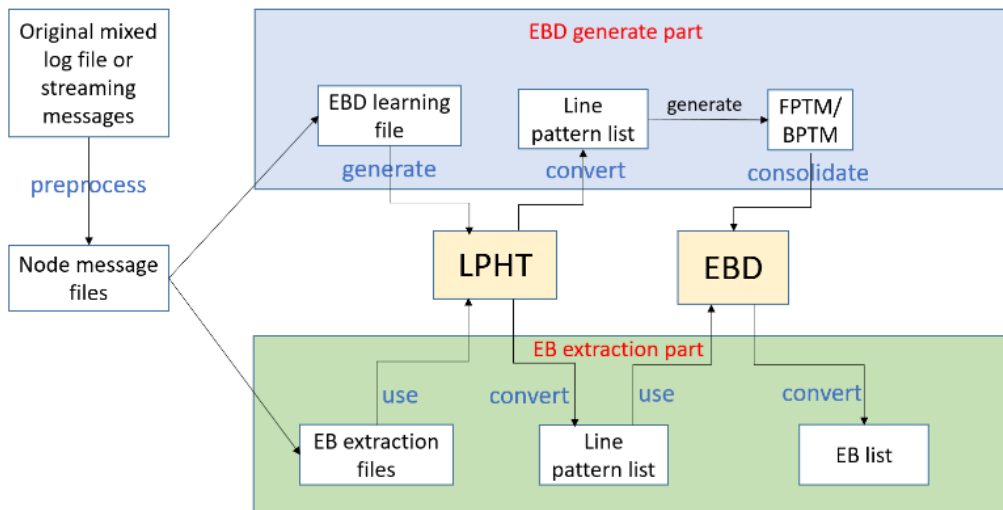 Original mixed
log file or
streaming
messages
preprocess
Node message
files
EBD generate part
EBD learning
file
generate
Line
pattern list
convert
generate
FPTM/
BPTM
consolidate
LPHT
EBD
EB extraction part
use
convert
use
convert
EB extraction
files
Line
pattern list
EB list